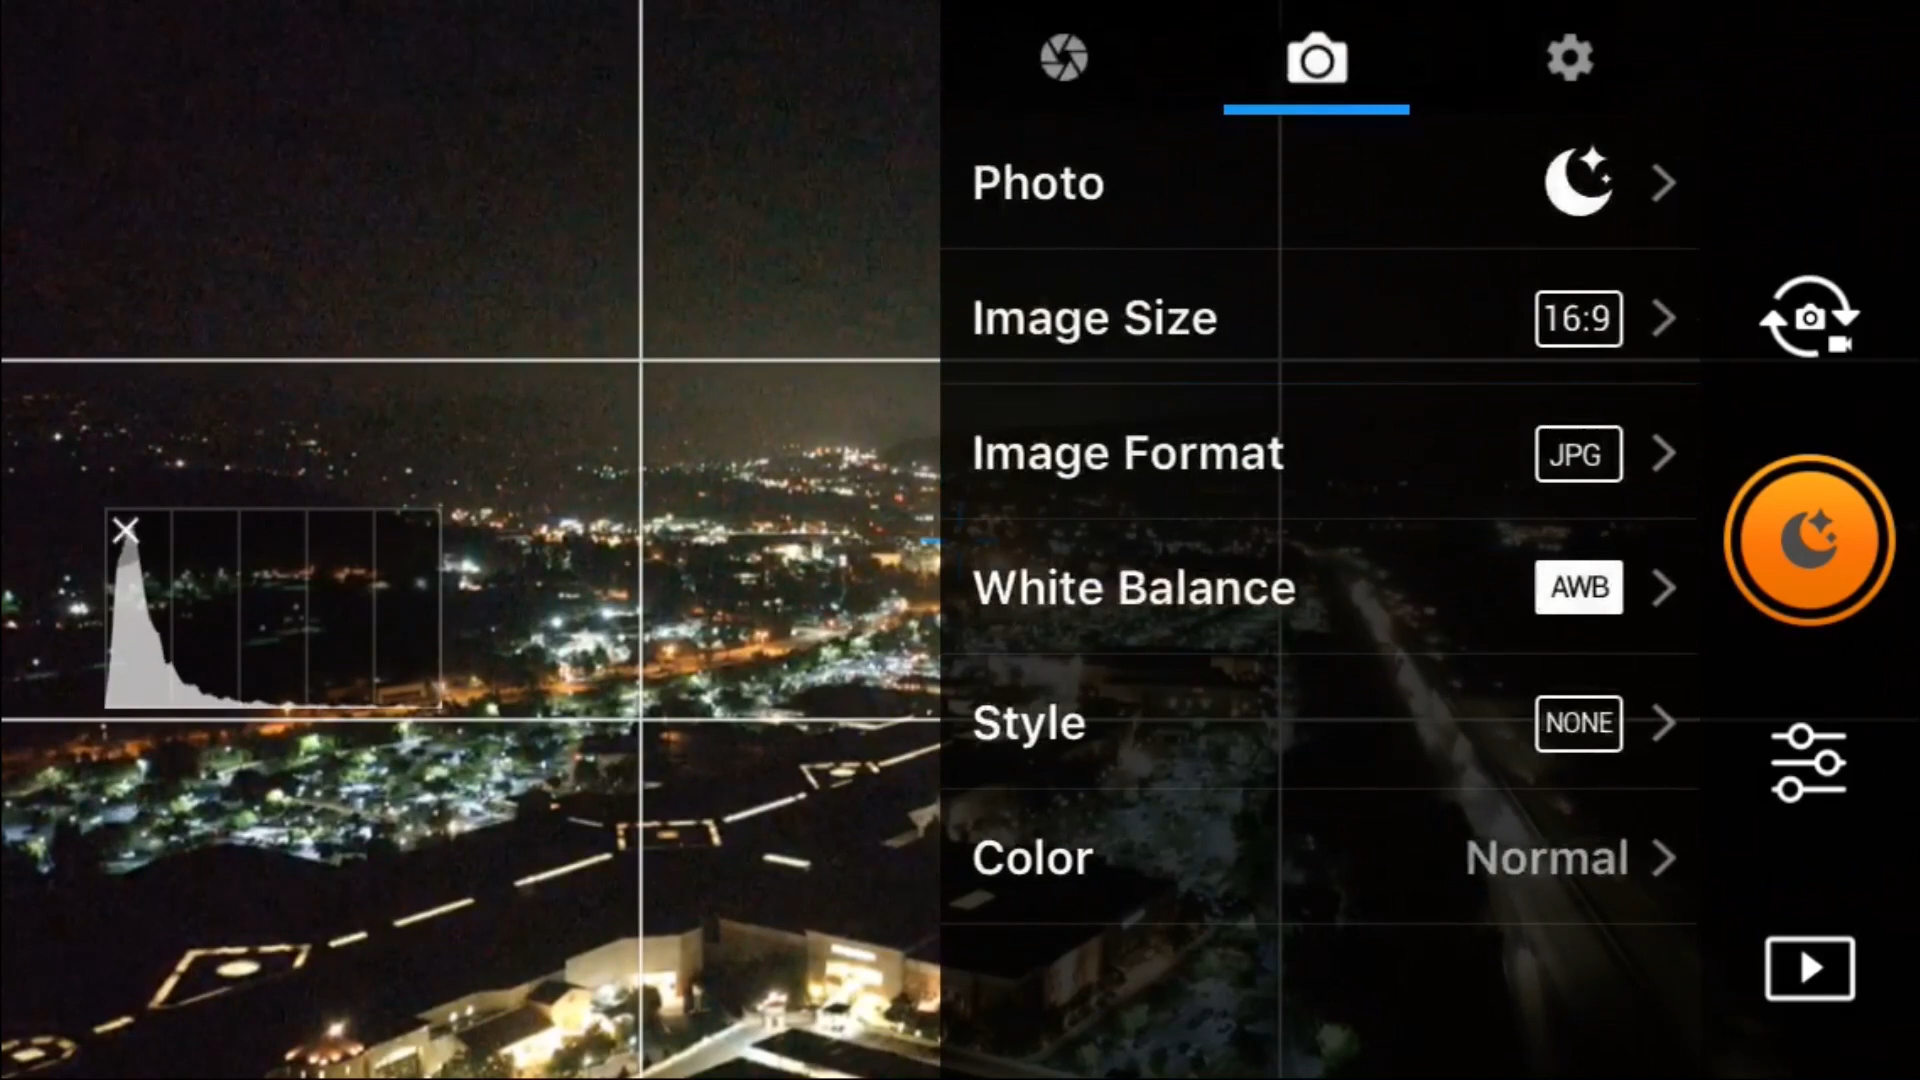 Photo
Image Size 16:9
Image Format JPG
White Balance AWB
Style NONE
Color Normal